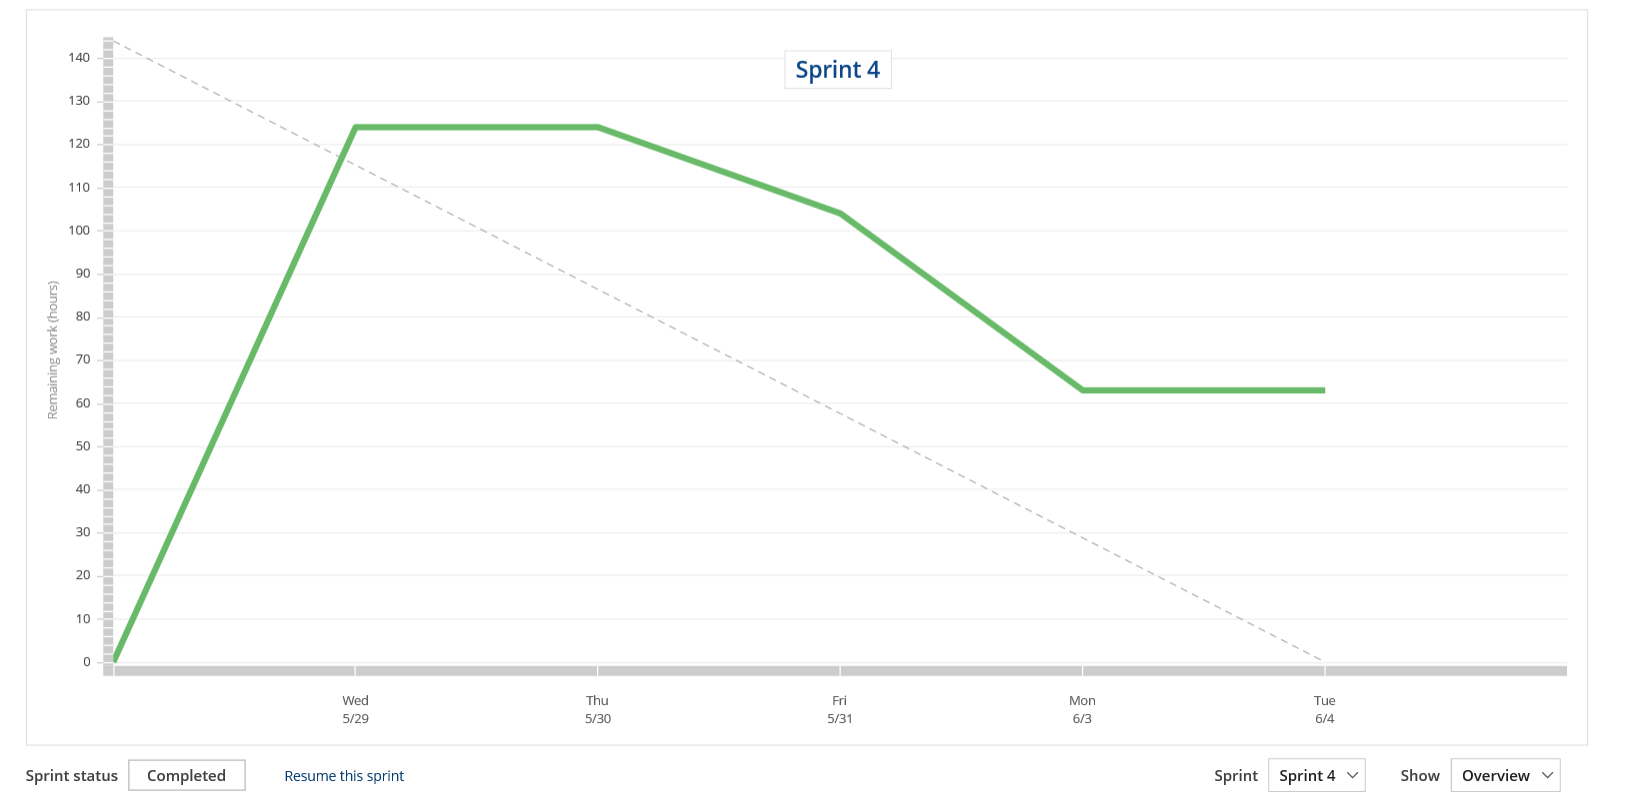 Sprint 4
140
130
120
110
100
90
80
70
60
50
40
30
20
10
0
Remaining work (hours)
Wed
5/29
Thu
5/30
Fri
5/31
Mon
6/3
Tue
6/4
Sprint status Completed Resume this sprint Sprint Sprint 4 Show Overview